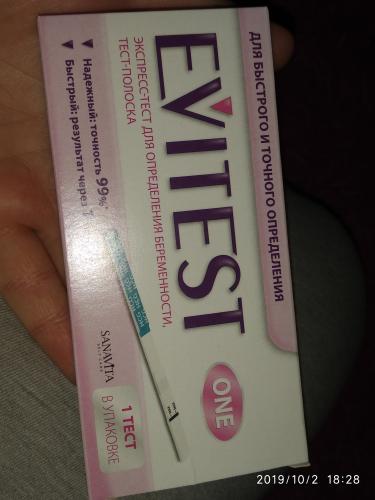 ДЛЯ БЫСТРОГО И ТОЧНОГО ОПРЕДЕЛЕНИЯ
EVITEST
ONE
ЭКСПРЕСС-ТЕСТ ДЛЯ ОПРЕДЕЛЕНИЯ БЕРЕМЕННОСТИ,
ТЕСТ-ПОЛОСКА
Надежный: точность 99%*
Быстрый: результат через
SANAVITA
1 ТЕСТ
В УПАКОВКЕ
2019/10/2 18:28